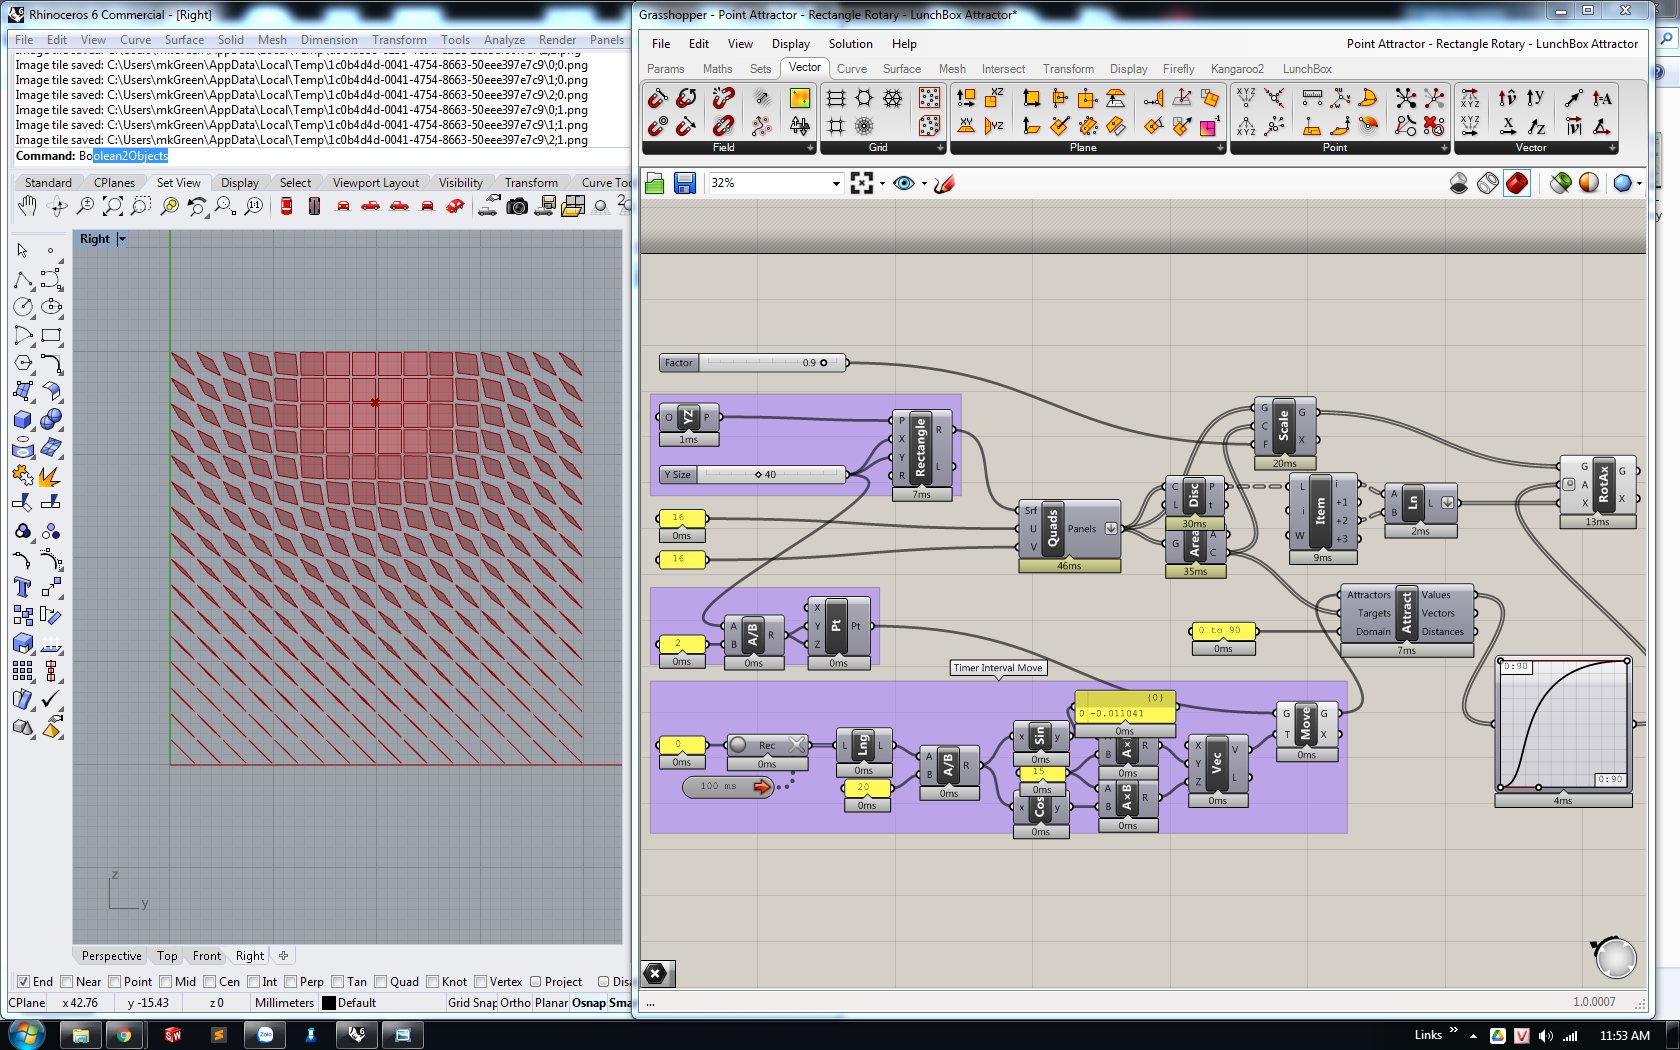 Rhinoceros 6 Commercial - [Right]
File Edit View Curve Surface Solid Mesh Dimension Transform Tools Analyze Render Panels
Image tile saved: C:\Users\mkGreen\AppData\Local\Temp\1c0b4d4d-0041-4754-8663-50eee397e7c9\0;0.png
Image tile saved: C:\Users\mkGreen\AppData\Local\Temp\1c0b4d4d-0041-4754-8663-50eee397e7c9\1;0.png
Image tile saved: C:\Users\mkGreen\AppData\Local\Temp\1c0b4d4d-0041-4754-8663-50eee397e7c9\2;0.png
Image tile saved: C:\Users\mkGreen\AppData\Local\Temp\1c0b4d4d-0041-4754-8663-50eee397e7c9\0;1.png
Image tile saved: C:\Users\mkGreen\AppData\Local\Temp\1c0b4d4d-0041-4754-8663-50eee397e7c9\1;1.png
Image tile saved: C:\Users\mkGreen\AppData\Local\Temp\1c0b4d4d-0041-4754-8663-50eee397e7c9\2;1.png
Command: Boolean2Objects
Standard CPlanes Set View Display Select Viewport Layout Visibility Transform Curve Too
Right
z
y
Perspective Top Front Right
End Near Point Mid Cen Int Perp Tan Quad Knot Vertex Project Disa
CPlane x 42.76 y -15.43 z 0 Millimeters Default Grid Snap Ortho Planar Osnap Sma
Grasshopper - Point Attractor - Rectangle Rotary - LunchBox Attractor*
File Edit View Display Solution Help
Point Attractor - Rectangle Rotary - LunchBox Attractor
Params Maths Sets Vector Curve Surface Mesh Intersect Transform Display Firefly Kangaroo2 LunchBox
Field Grid Plane Point Vector
32%
Factor 0.9
O YZ P
1ms
Y Size 40
P X Y R Rectangle R L
7ms
16
0ms
16
Srf U V Quads Panels
46ms
C L Disc P t
30ms
G Area A C
35ms
G C F Scale G X
20ms
L i W Item i +1 +2 +3
9ms
A B Ln L
2ms
G A X RotAx G X
13ms
2
0ms
A B A/B R
0ms
X Y Z Pt Pt
0ms
0 to 90
0ms
Attractors Targets Domain Attract Values Vectors Distances
7ms
0:90
0:90
4ms
Timer Interval Move
0
0ms
Rec
0ms
100 ms
L Lng L
0ms
20
0ms
A B A/B R
0ms
x Sin y
0ms
15
0ms
x Cos y
0ms
{0}
0 -0.011041
0ms
B A×B R
0ms
A B A×B R
0ms
X Y Z Vec V L
0ms
G T Move G X
0ms
...
1.0.0007
Links
11:53 AM